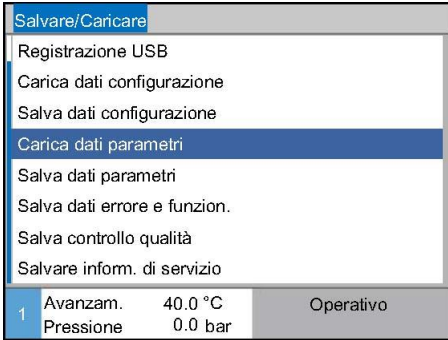 Salvare/Caricare
Registrazione USB
Carica dati configurazione
Salva dati configurazione
Carica dati parametri
Salva dati parametri
Salva dati errore e funzion.
Salva controllo qualità
Salvare inform. di servizio
1 Avanzam. 40.0 °C Operativo
Pressione 0.0 bar